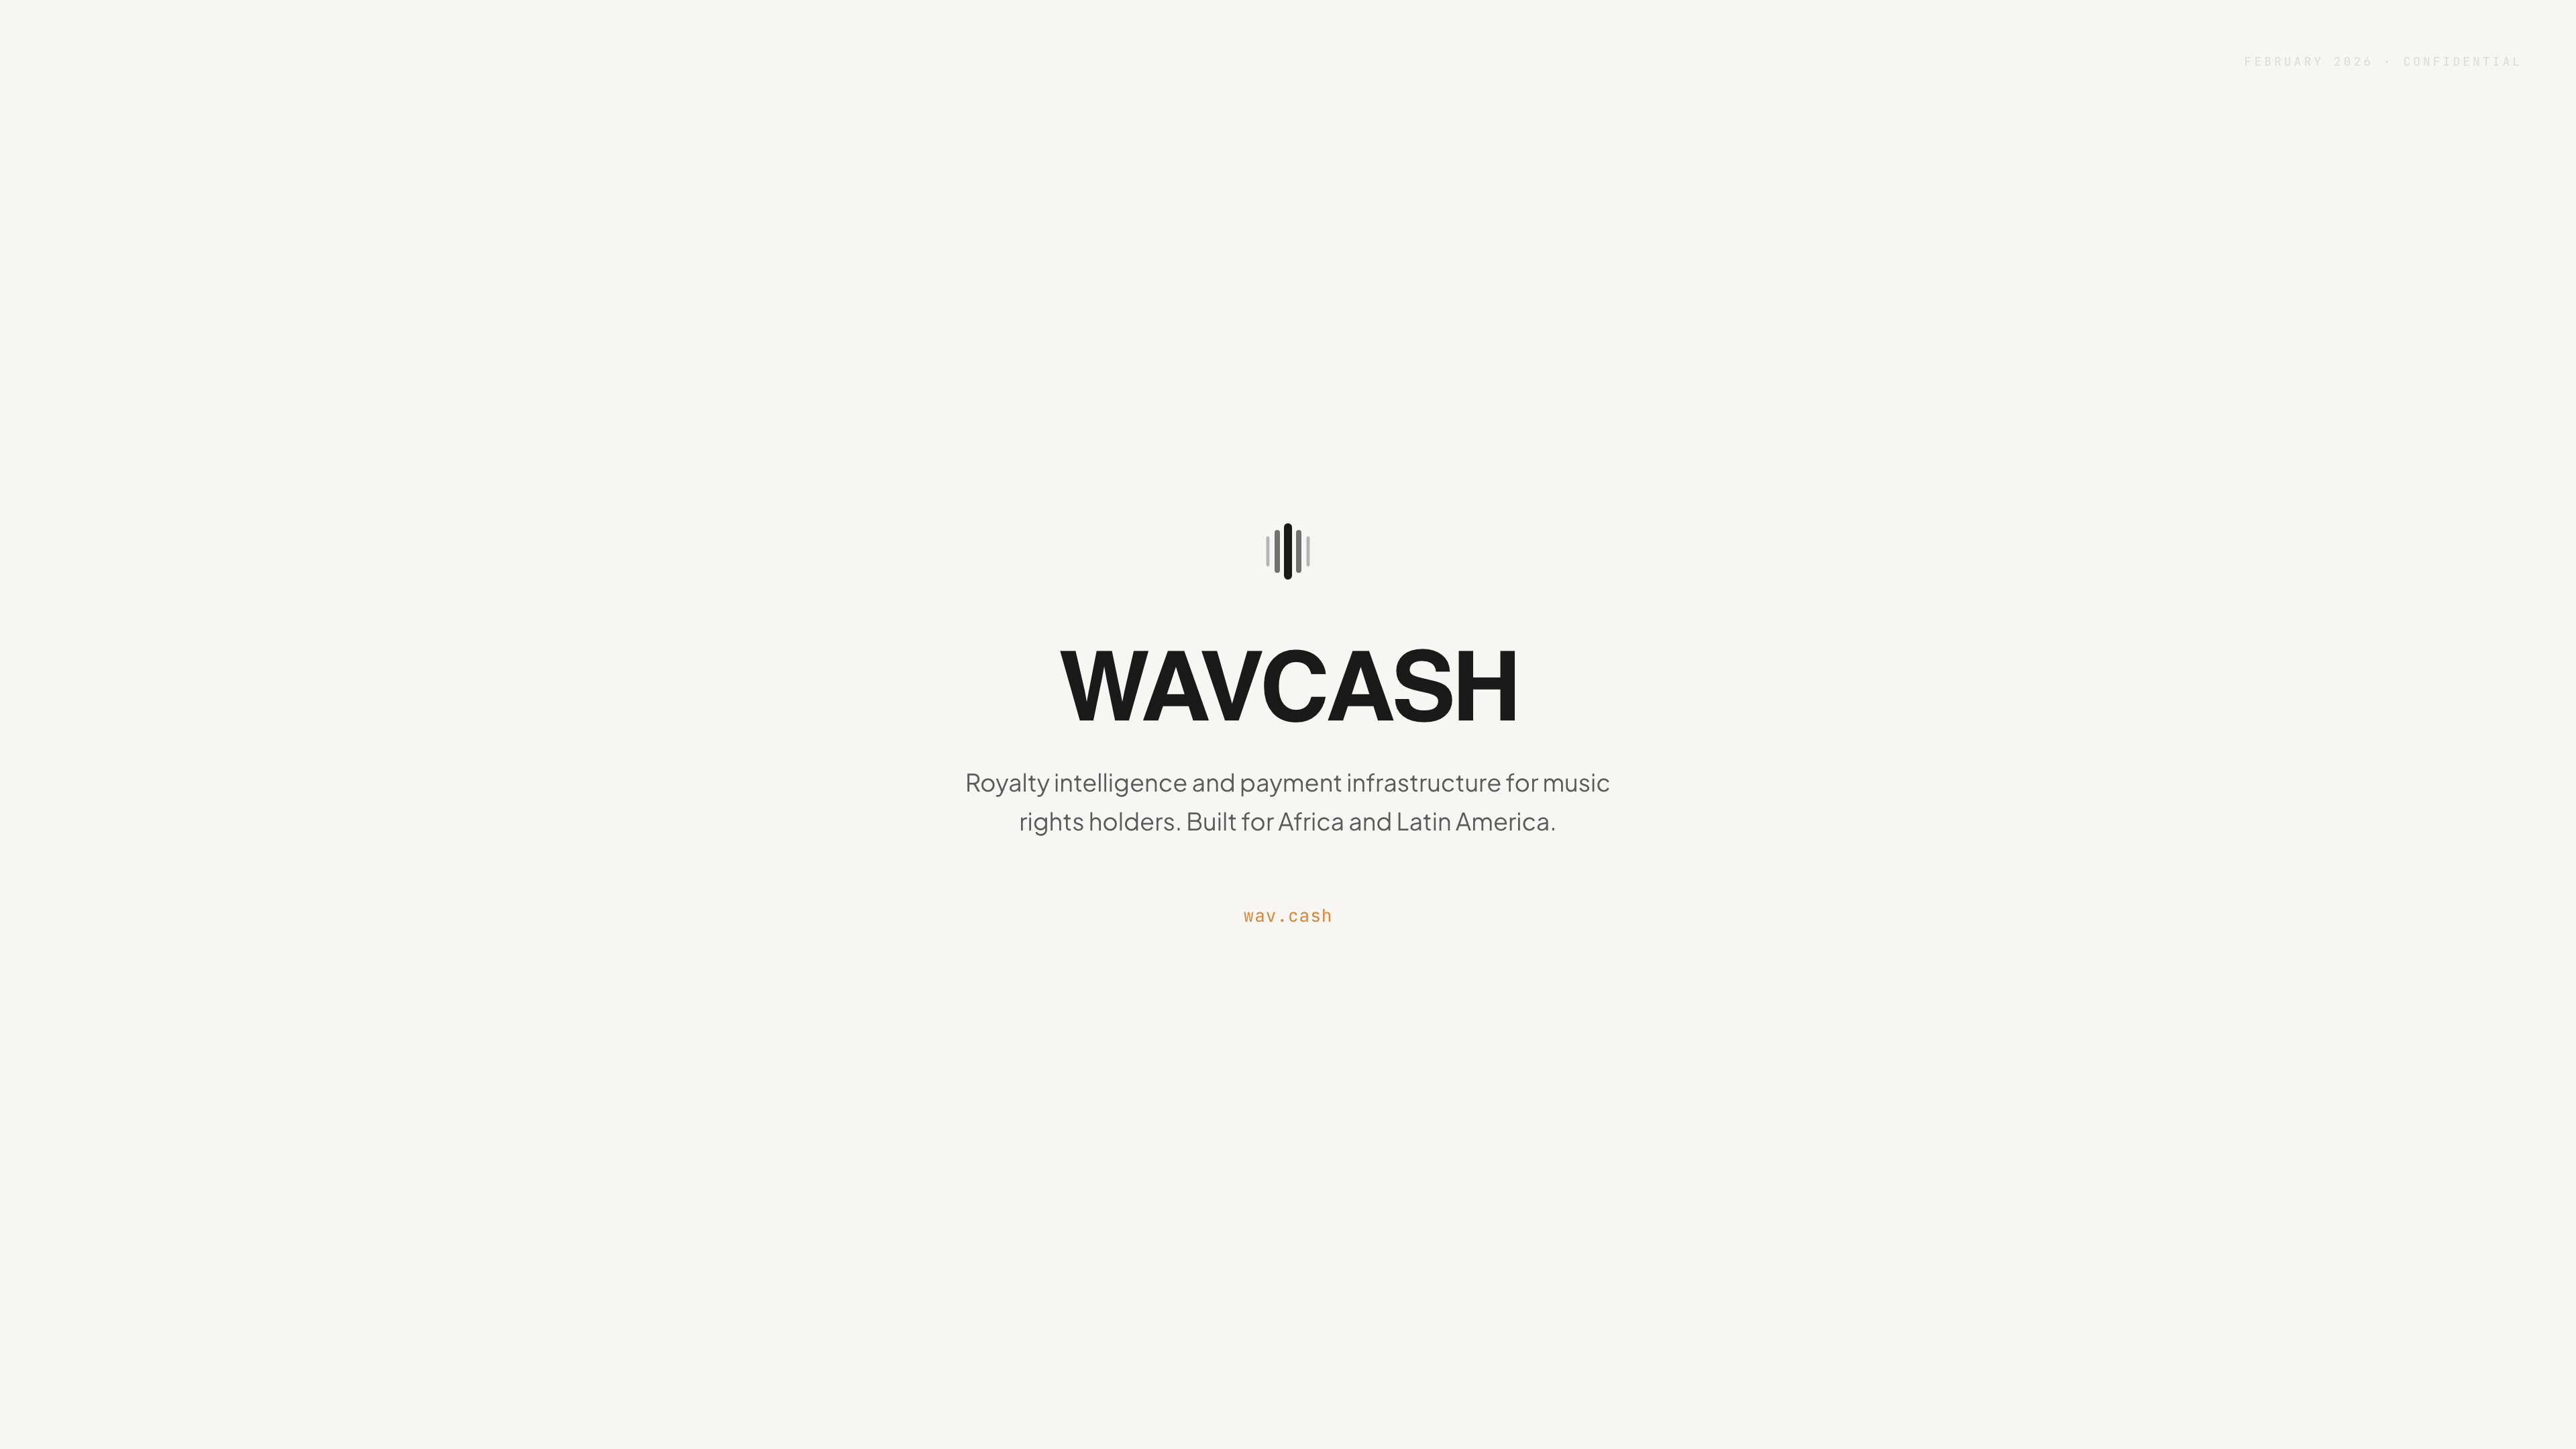 FEBRUARY 2026 · CONFIDENTIAL
WAVCASH
Royalty intelligence and payment infrastructure for music
rights holders. Built for Africa and Latin America.
wav.cash